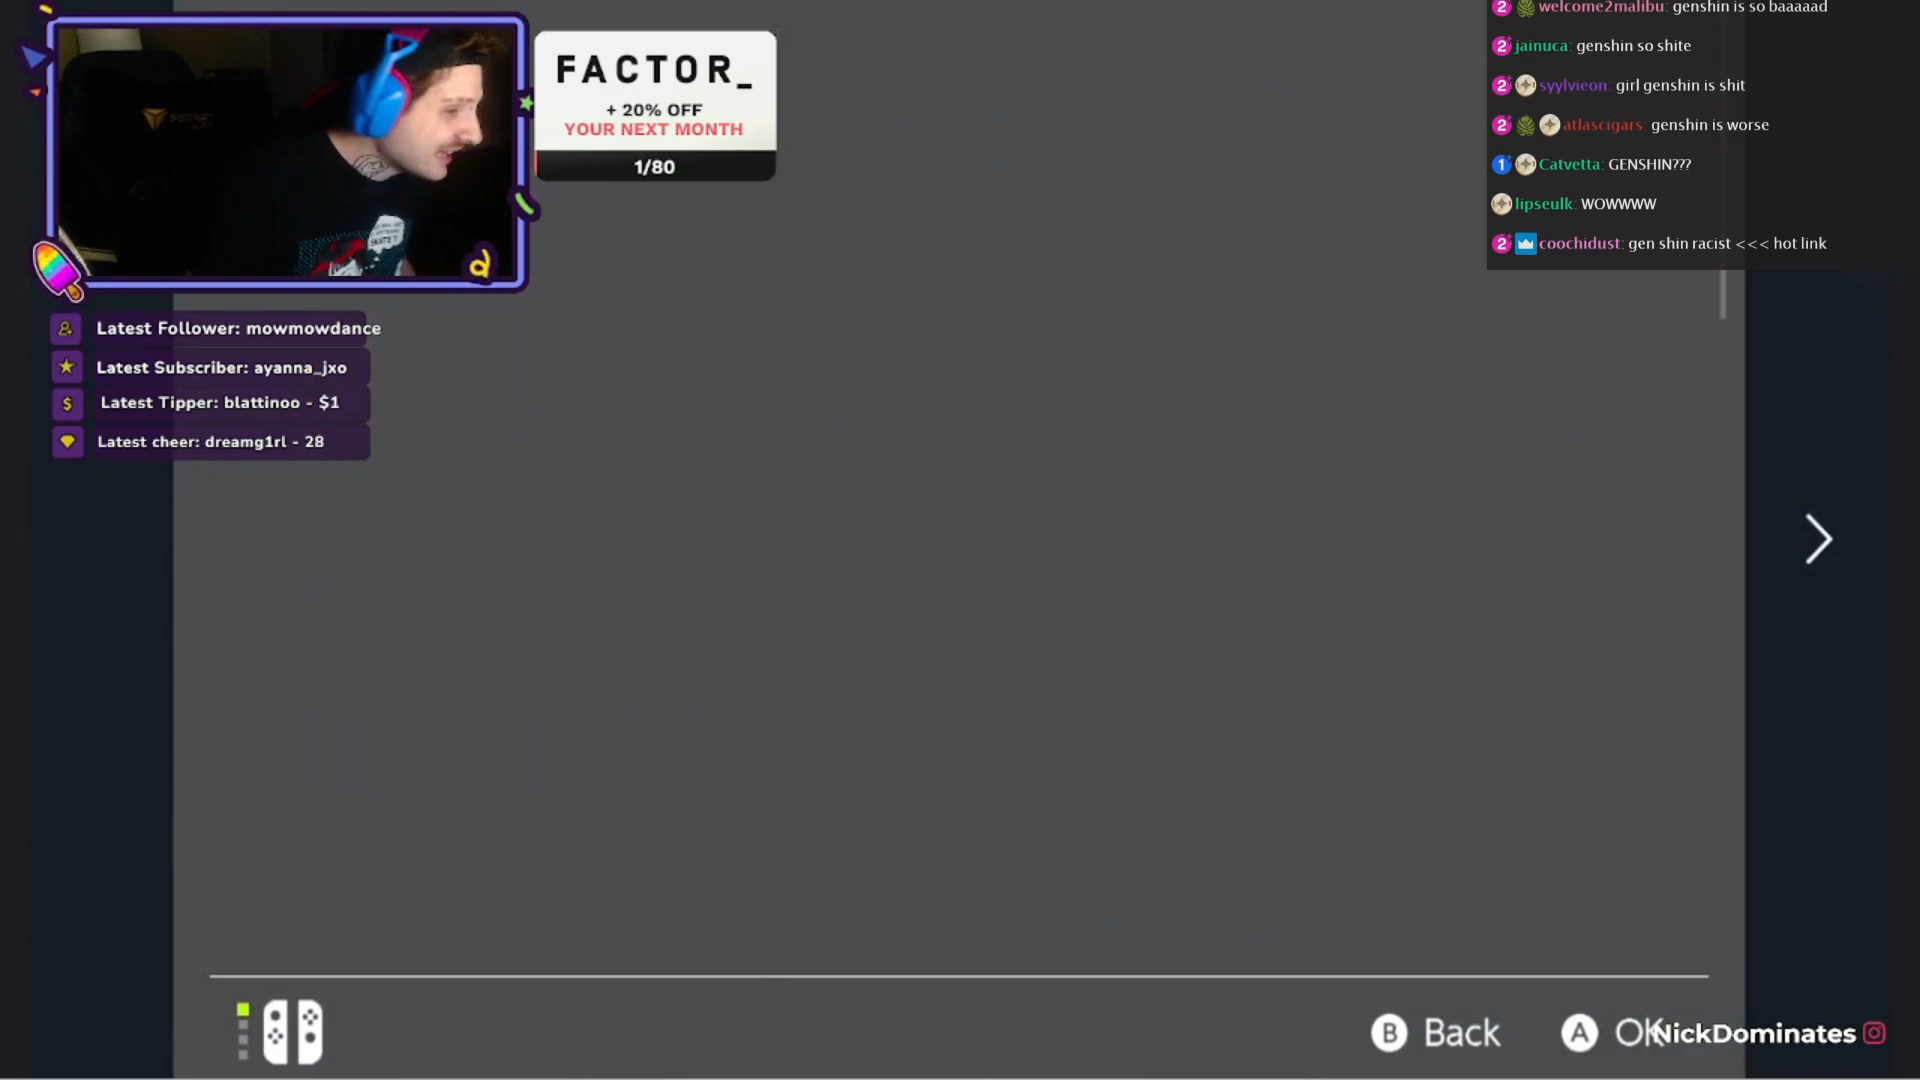 FACTOR_
+ 20% OFF
YOUR NEXT MONTH
1/80
Latest Follower: mowmowdance
Latest Subscriber: ayanna_jxo
Latest Tipper: blattinoo - $1
Latest cheer: dreamg1rl - 28
welcome2malibu: genshin is so baaaaad
jainuca: genshin so shite
syylvieon: girl genshin is shit
atlascigars: genshin is worse
Catvetta: GENSHIN???
lipseulk: WOWWWW
coochidust: gen shin racist <<< hot link
B Back
A OK
NickDominates